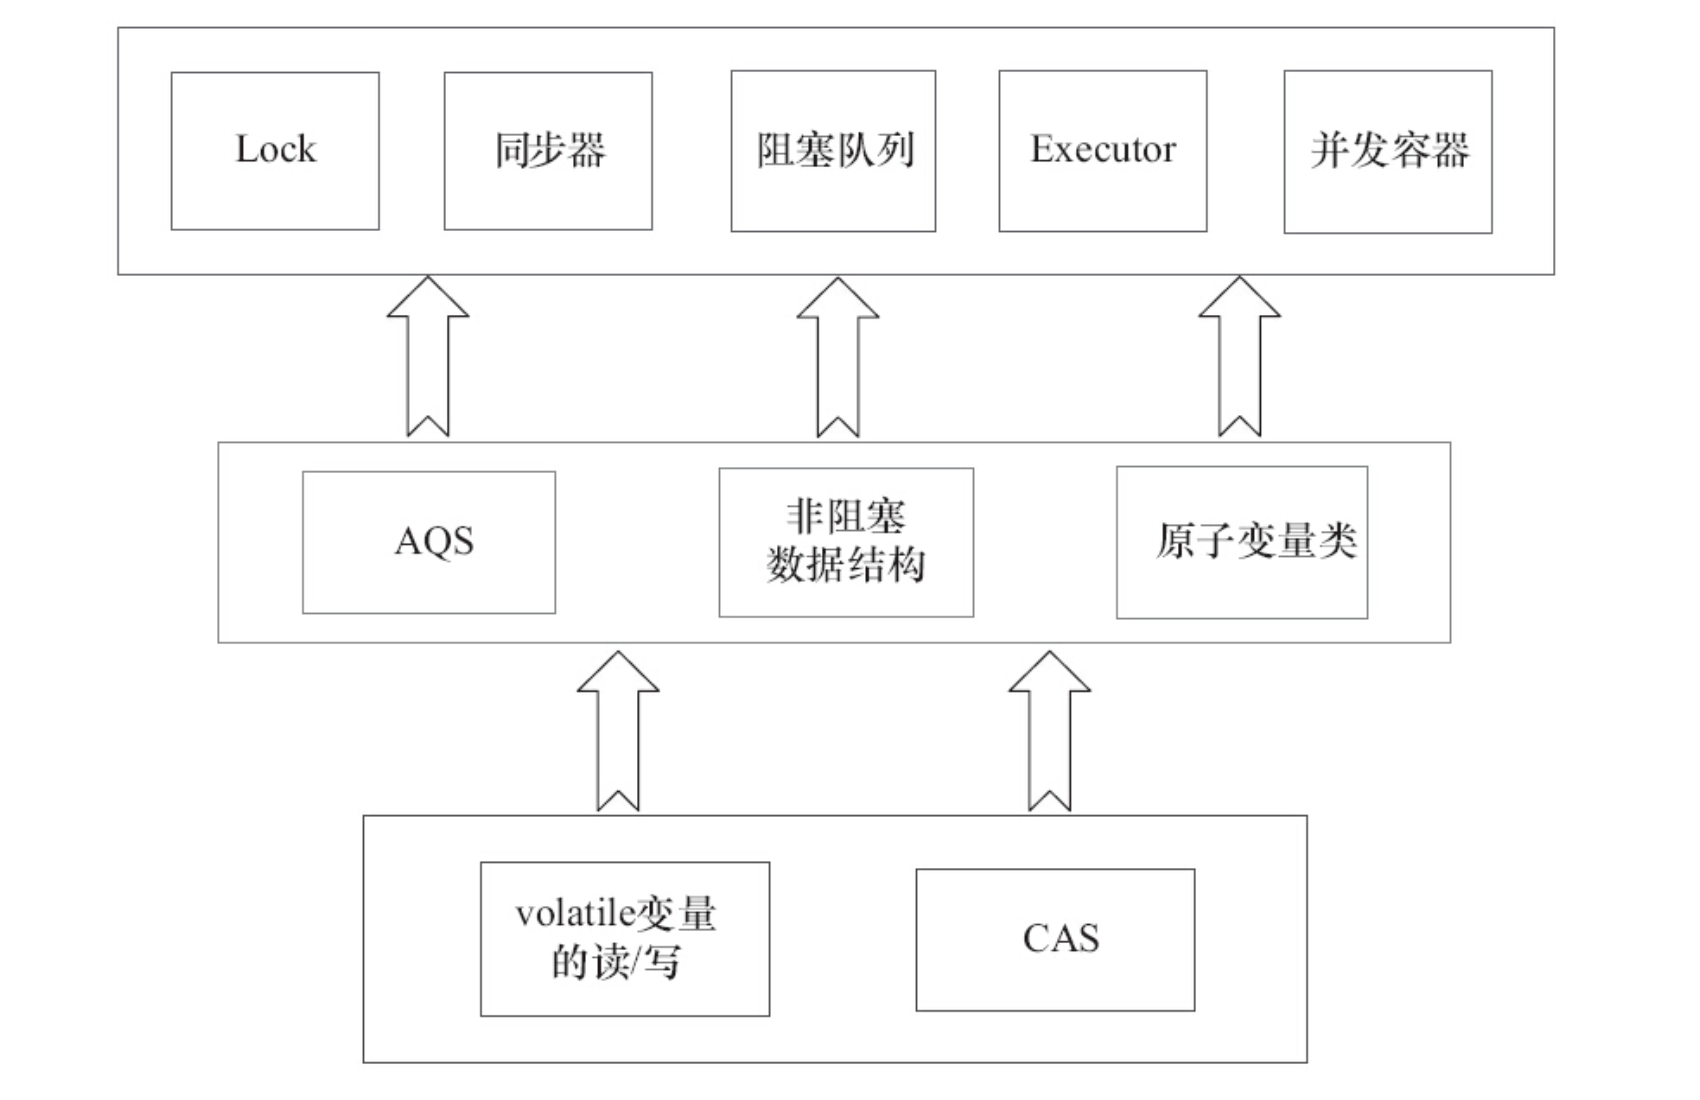 Lock
同步器
阻塞队列
Executor
并发容器
AQS
非阻塞
数据结构
原子变量类
volatile变量
的读/写
CAS